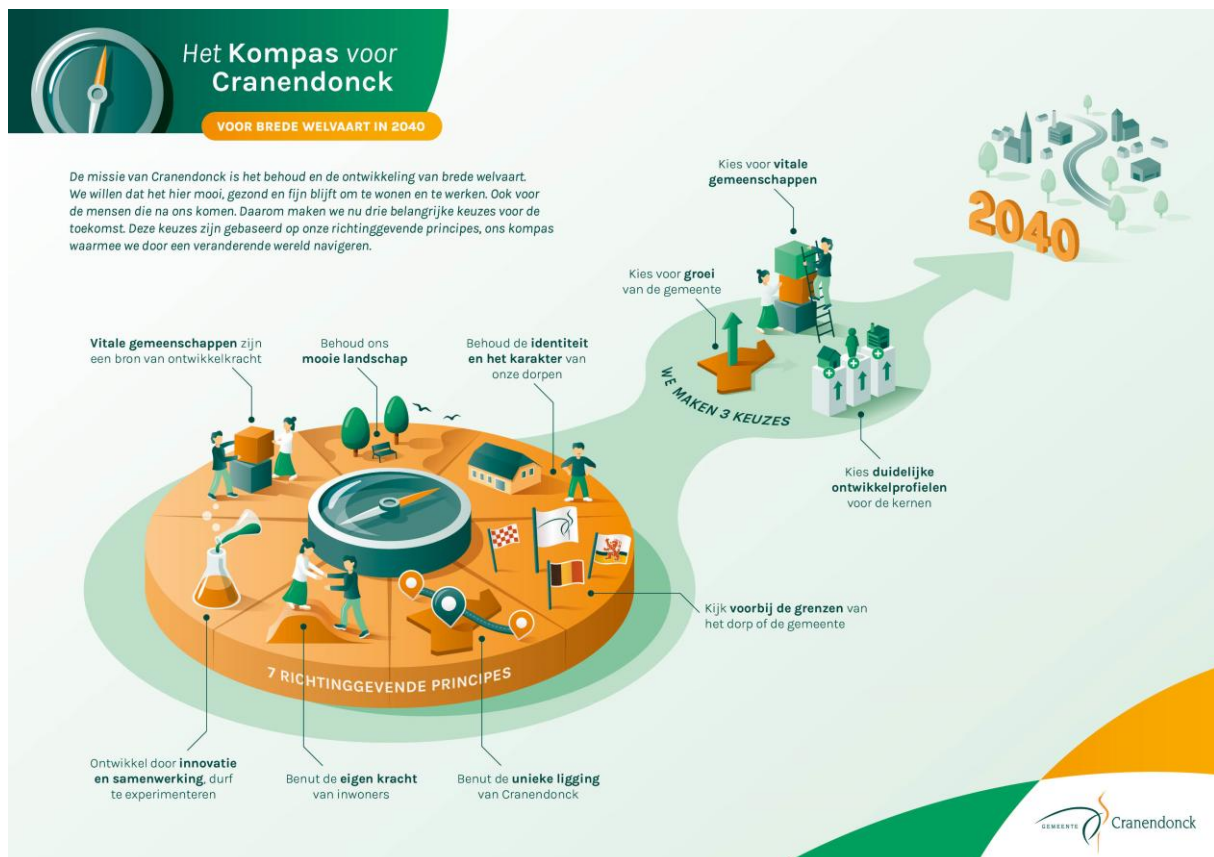 Het Kompas voor
Cranendonck
VOOR BREDE WELVAART IN 2040
De missie van Cranendonck is het behoud en de ontwikkeling van brede welvaart.
We willen dat het hier mooi, gezond en fijn blijft om te wonen en te werken. Ook voor
de mensen die na ons komen. Daarom maken we nu drie belangrijke keuzes voor de
toekomst. Deze keuzes zijn gebaseerd op onze richtinggevende principes, ons kompas
waarmee we door een veranderende wereld navigeren.
Kies voor vitale
gemeenschappen
2040
Kies voor groei
van de gemeente
WE MAKEN 3 KEUZES
Kies duidelijke
ontwikkelprofielen
voor de kernen
Vitale gemeenschappen zijn
een bron van ontwikkelkracht
Behoud ons
mooie landschap
Behoud de identiteit
en het karakter van
onze dorpen
Kijk voorbij de grenzen van
het dorp of de gemeente
7 RICHTINGGEVENDE PRINCIPES
Ontwikkel door innovatie
en samenwerking, durf
te experimenteren
Benut de eigen kracht
van inwoners
Benut de unieke ligging
van Cranendonck
GEMEENTE Cranendonck